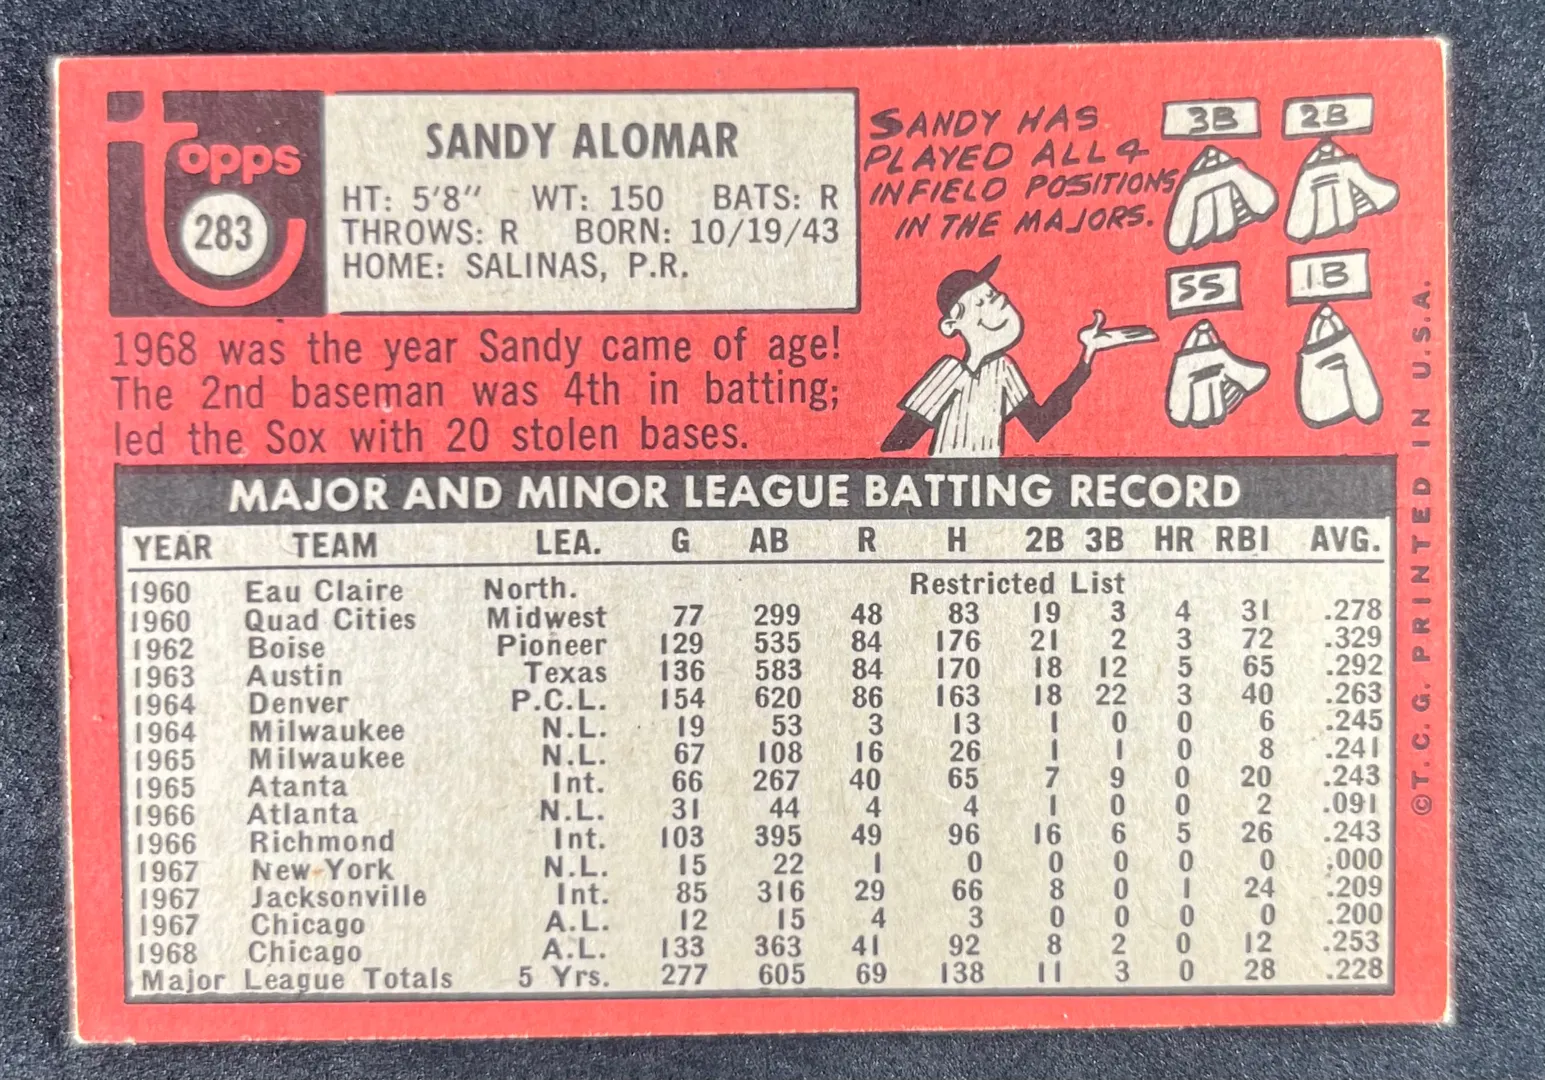 topps
283
SANDY ALOMAR
HT: 5'8" WT: 150 BATS: R
THROWS: R BORN: 10/19/43
HOME: SALINAS, P.R.
SANDY HAS
PLAYED ALL 4
INFIELD POSITIONS
IN THE MAJORS.
3B 2B
SS 1B
1968 was the year Sandy came of age!
The 2nd baseman was 4th in batting;
led the Sox with 20 stolen bases.
MAJOR AND MINOR LEAGUE BATTING RECORD
YEAR TEAM LEA. G AB R H 2B 3B HR RBI AVG.
1960 Eau Claire North. Restricted List
1960 Quad Cities Midwest 77 299 48 83 19 3 4 31 .278
1962 Boise Pioneer 129 535 84 176 21 2 3 72 .329
1963 Austin Texas 136 583 84 170 18 12 5 65 .292
1964 Denver P.C.L. 154 620 86 163 18 22 3 40 .263
1964 Milwaukee N.L. 19 53 3 13 1 0 0 6 .245
1965 Milwaukee N.L. 67 108 16 26 1 1 0 8 .241
1965 Atanta Int. 66 267 40 65 7 9 0 20 .243
1966 Atlanta N.L. 31 44 4 4 1 0 0 2 .091
1966 Richmond Int. 103 395 49 96 16 6 5 26 .243
1967 New York N.L. 15 22 1 0 0 0 0 0 .000
1967 Jacksonville Int. 85 316 29 66 8 0 1 24 .209
1967 Chicago A.L. 12 15 4 3 0 0 0 0 .200
1968 Chicago A.L. 133 363 41 92 8 2 0 12 .253
Major League Totals 5 Yrs. 277 605 69 138 11 3 0 28 .228
©T.C.G. PRINTED IN U.S.A.